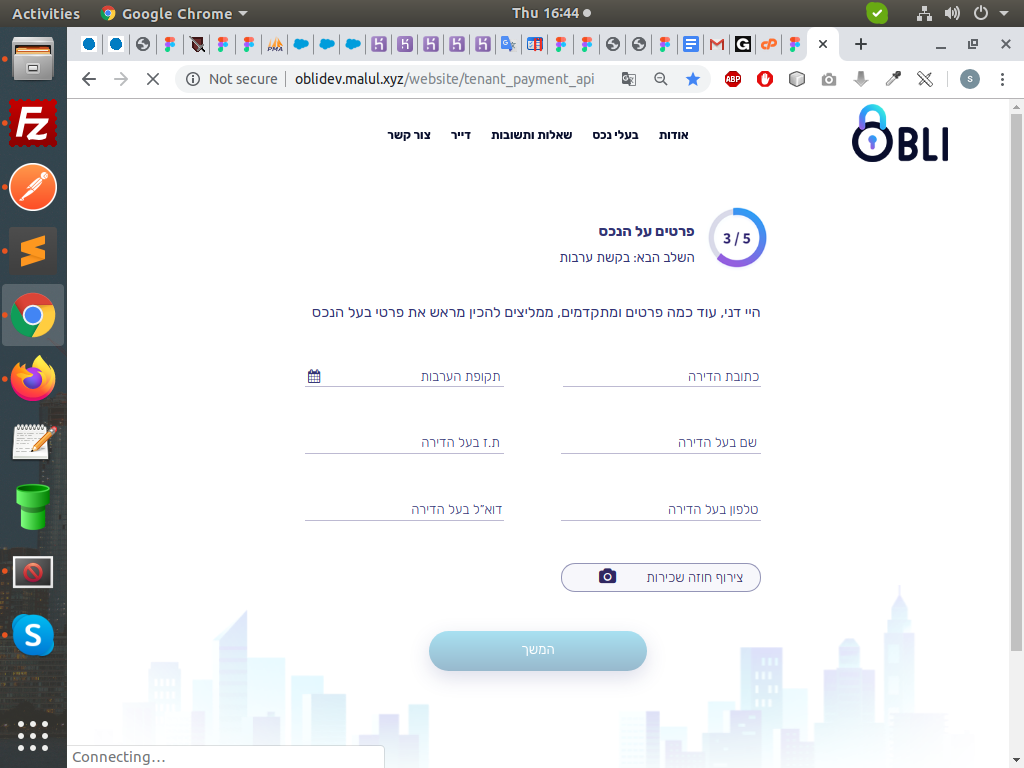 Activities
Google Chrome
Thu 16:44
Not secure
oblidev.malul.xyz/website/tenant_payment_api
אודות
בעלי נכס
שאלות ותשובות
דייר
צור קשר
OBLI
3 / 5
פרטים על הנכס
השלב הבא: בקשת ערבות
היי דני, עוד כמה פרטים ומתקדמים, ממליצים להכין מראש את פרטי בעל הנכס
כתובת הדירה
תקופת הערבות
שם בעל הדירה
ת.ז בעל הדירה
טלפון בעל הדירה
דוא"ל בעל הדירה
צירוף חוזה שכירות
המשך
Connecting...